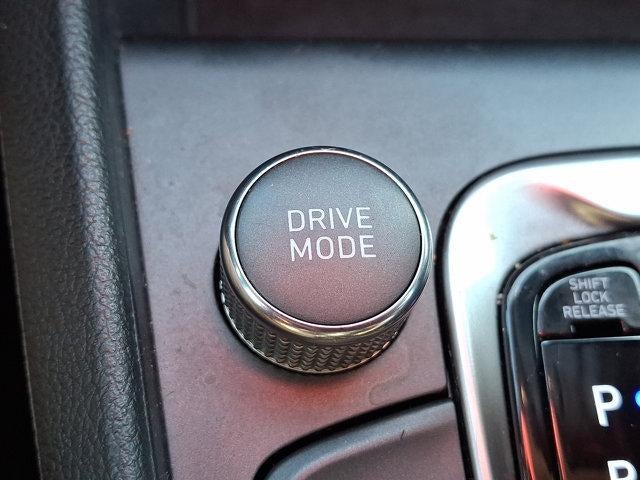 DRIVE
MODE
SHIFT
LOCK
RELEASE
P
R